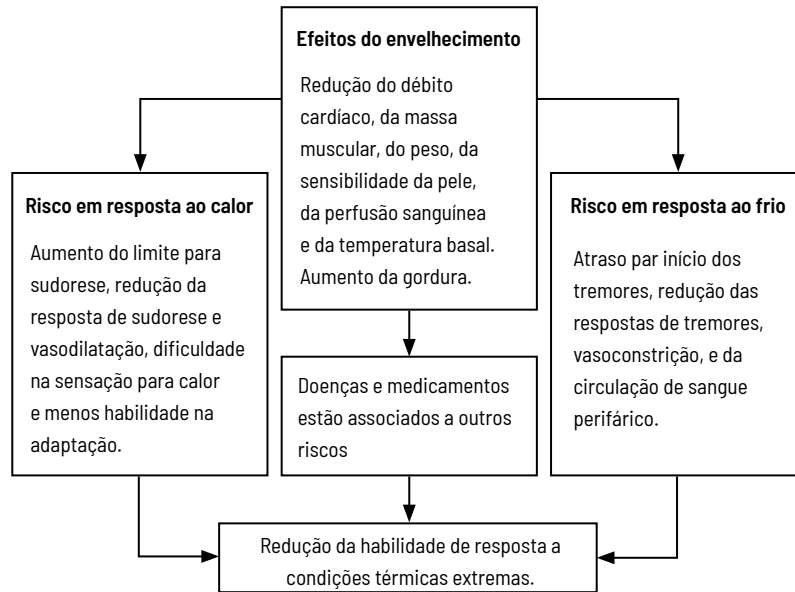 Efeitos do envelhecimento
Redução do débito
cardíaco, da massa
muscular, do peso, da
sensibilidade da pele,
da perfusão sanguínea
e da temperatura basal.
Aumento da gordura.
Risco em resposta ao calor
Aumento do limite para
sudorese, redução da
resposta de sudorese e
vasodilatação, dificuldade
na sensação para calor
e menos habilidade na
adaptação.
Doenças e medicamentos
estão associados a outros
riscos
Risco em resposta ao frio
Atraso par início dos
tremores, redução das
respostas de tremores,
vasoconstrição, e da
circulação de sangue
perifárico.
Redução da habilidade de resposta a
condições térmicas extremas.